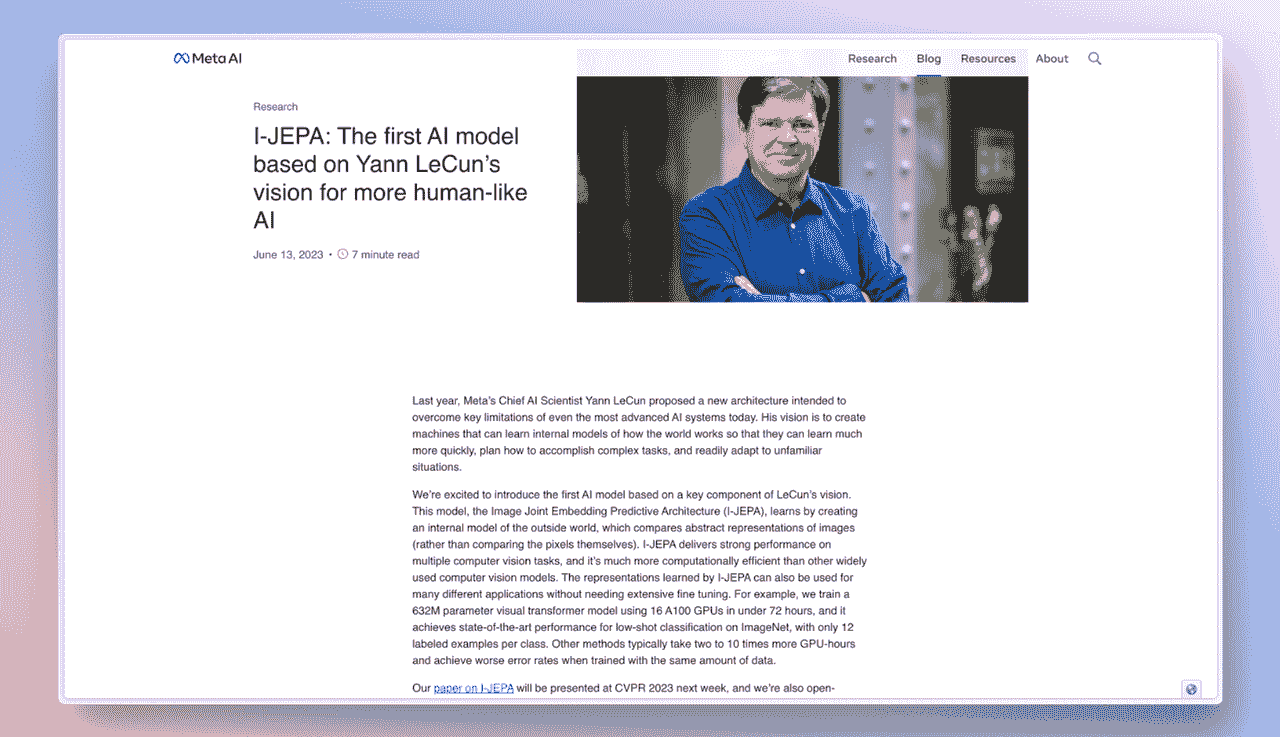 Meta AI
Research Blog Resources About
Research
I-JEPA: The first AI model
based on Yann LeCun’s
vision for more human-like
AI
June 13, 2023 • 7 minute read
Last year, Meta’s Chief AI Scientist Yann LeCun proposed a new architecture intended to
overcome key limitations of even the most advanced AI systems today. His vision is to create
machines that can learn internal models of how the world works so that they can learn much
more quickly, plan how to accomplish complex tasks, and readily adapt to unfamiliar
situations.
We’re excited to introduce the first AI model based on a key component of LeCun’s vision.
This model, the Image Joint Embedding Predictive Architecture (I-JEPA), learns by creating
an internal model of the outside world, which compares abstract representations of images
(rather than comparing the pixels themselves). I-JEPA delivers strong performance on
multiple computer vision tasks, and it’s much more computationally efficient than other widely
used computer vision models. The representations learned by I-JEPA can also be used for
many different applications without needing extensive fine tuning. For example, we train a
632M parameter visual transformer model using 16 A100 GPUs in under 72 hours, and it
achieves state-of-the-art performance for low-shot classification on ImageNet, with only 12
labeled examples per class. Other methods typically take two to 10 times more GPU-hours
and achieve worse error rates when trained with the same amount of data.
Our paper on I-JEPA will be presented at CVPR 2023 next week, and we’re also open-